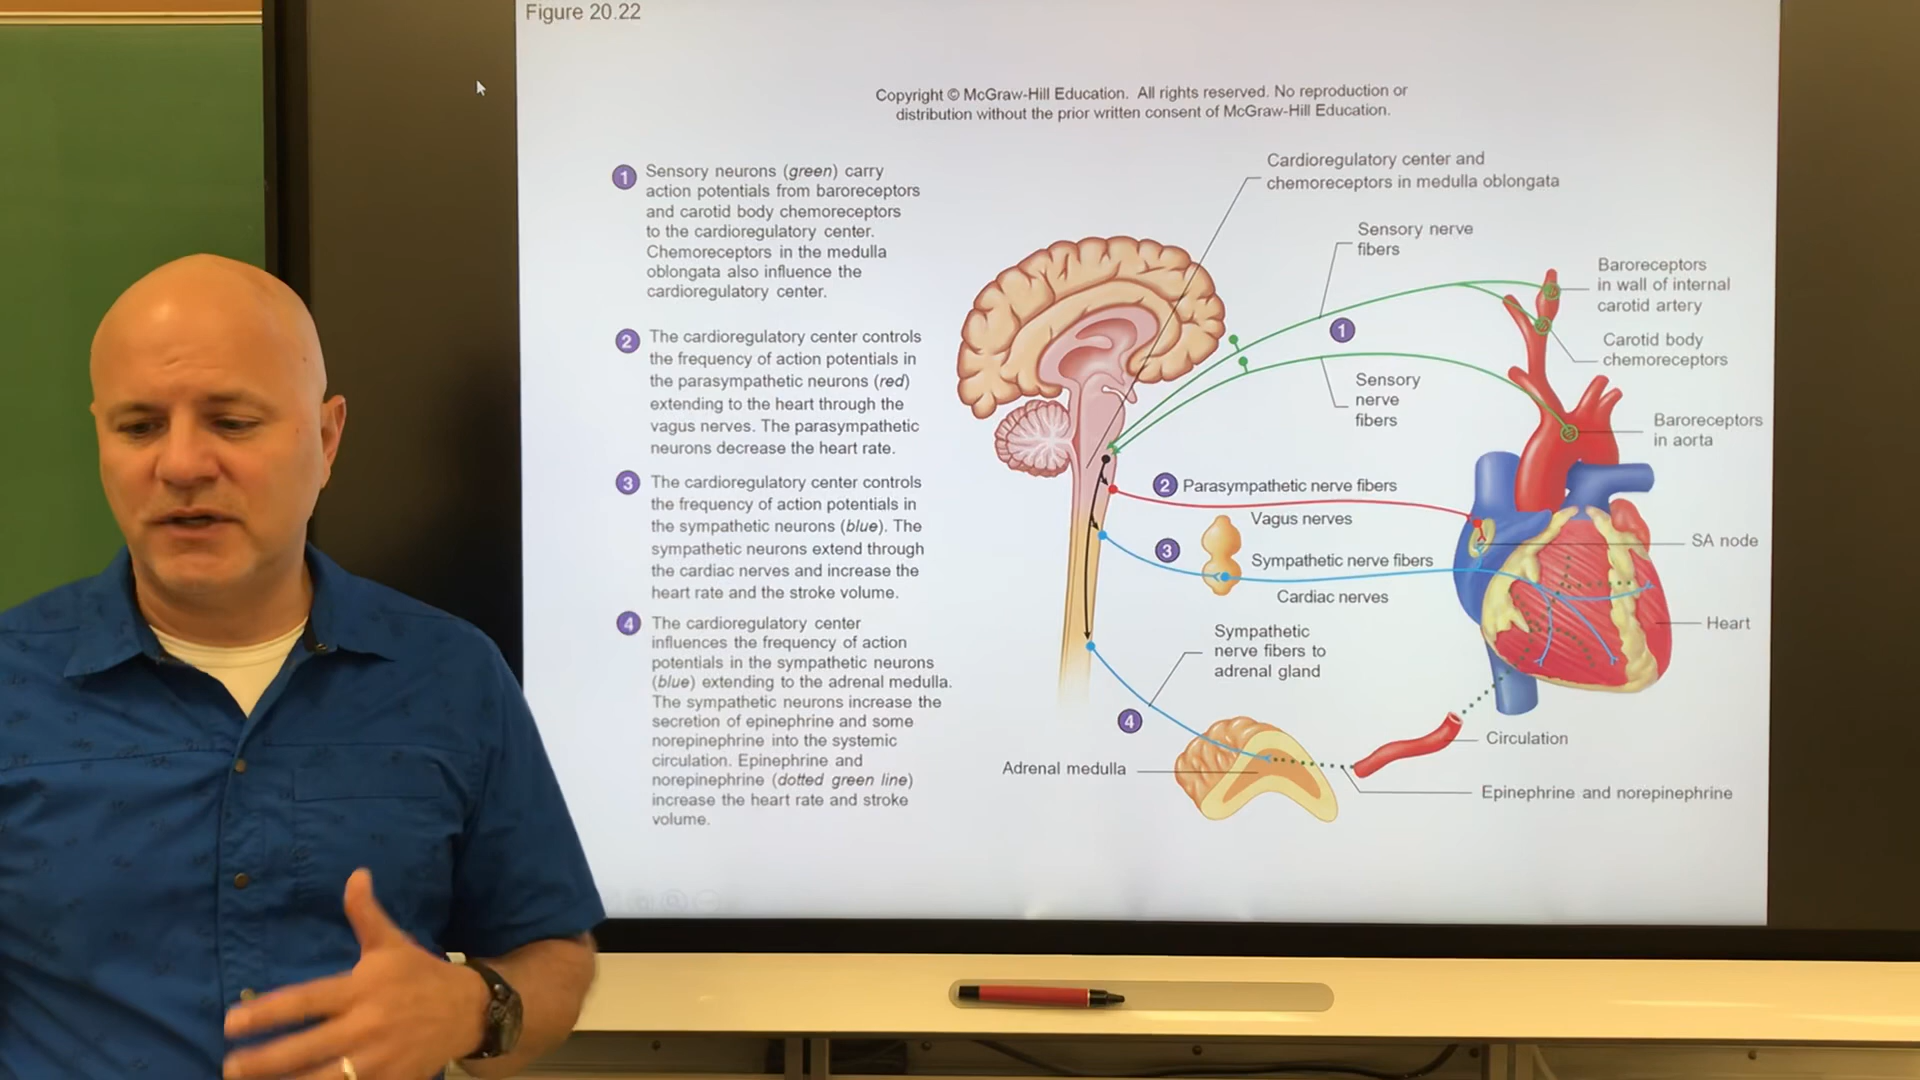 Figure 20.22
Copyright © McGraw-Hill Education. All rights reserved. No reproduction or
distribution without the prior written consent of McGraw-Hill Education.
1
Sensory neurons (green) carry
action potentials from baroreceptors
and carotid body chemoreceptors
to the cardioregulatory center.
Chemoreceptors in the medulla
oblongata also influence the
cardioregulatory center.
2
The cardioregulatory center controls
the frequency of action potentials in
the parasympathetic neurons (red)
extending to the heart through the
vagus nerves. The parasympathetic
neurons decrease the heart rate.
3
The cardioregulatory center controls
the frequency of action potentials in
the sympathetic neurons (blue). The
sympathetic neurons extend through
the cardiac nerves and increase the
heart rate and the stroke volume.
4
The cardioregulatory center
influences the frequency of action
potentials in the sympathetic neurons
(blue) extending to the adrenal medulla.
The sympathetic neurons increase the
secretion of epinephrine and some
norepinephrine into the systemic
circulation. Epinephrine and
norepinephrine (dotted green line)
increase the heart rate and stroke
volume.
Cardioregulatory center and
chemoreceptors in medulla oblongata
Sensory nerve
fibers
Baroreceptors
in wall of internal
carotid artery
1
Carotid body
chemoreceptors
Sensory
nerve
fibers
Baroreceptors
in aorta
2
Parasympathetic nerve fibers
Vagus nerves
SA node
3
Sympathetic nerve fibers
Cardiac nerves
Heart
Sympathetic
nerve fibers to
adrenal gland
4
Circulation
Adrenal medulla
Epinephrine and norepinephrine